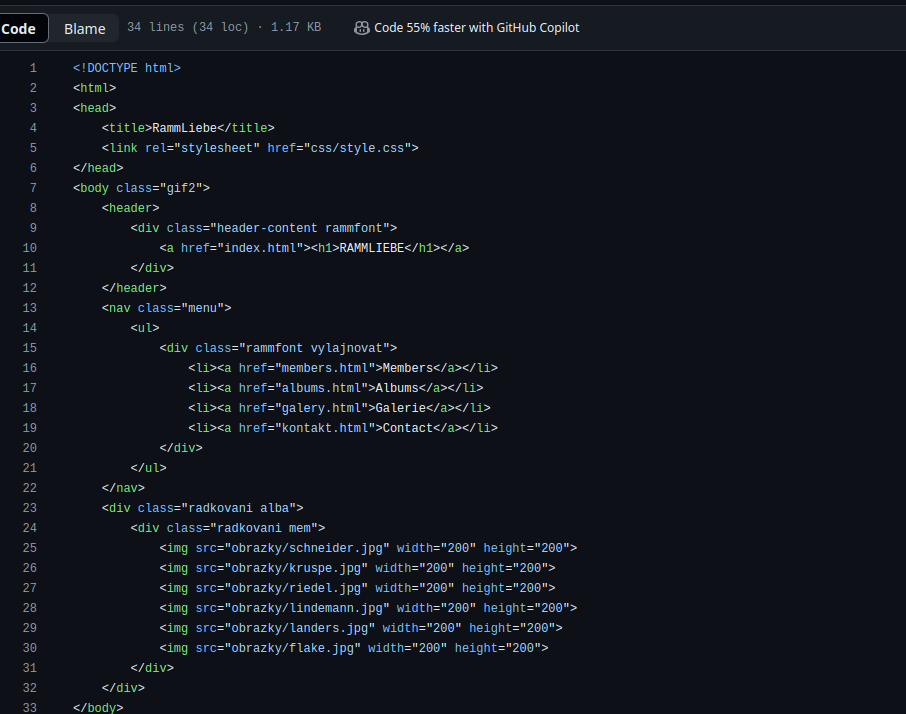 Code Blame 34 lines (34 loc) · 1.17 KB Code 55% faster with GitHub Copilot
1 <!DOCTYPE html>
2 <html>
3 <head>
4 <title>RammLiebe</title>
5 <link rel="stylesheet" href="css/style.css">
6 </head>
7 <body class="gif2">
8 <header>
9 <div class="header-content rammfont">
10 <a href="index.html"><h1>RAMMLIEBE</h1></a>
11 </div>
12 </header>
13 <nav class="menu">
14 <ul>
15 <div class="rammfont vylajnovat">
16 <li><a href="members.html">Members</a></li>
17 <li><a href="albums.html">Albums</a></li>
18 <li><a href="galery.html">Galerie</a></li>
19 <li><a href="kontakt.html">Contact</a></li>
20 </div>
21 </ul>
22 </nav>
23 <div class="radkovani alba">
24 <div class="radkovani mem">
25 <img src="obrazky/schneider.jpg" width="200" height="200">
26 <img src="obrazky/kruspe.jpg" width="200" height="200">
27 <img src="obrazky/riedel.jpg" width="200" height="200">
28 <img src="obrazky/lindemann.jpg" width="200" height="200">
29 <img src="obrazky/landers.jpg" width="200" height="200">
30 <img src="obrazky/flake.jpg" width="200" height="200">
31 </div>
32 </div>
33 </body>